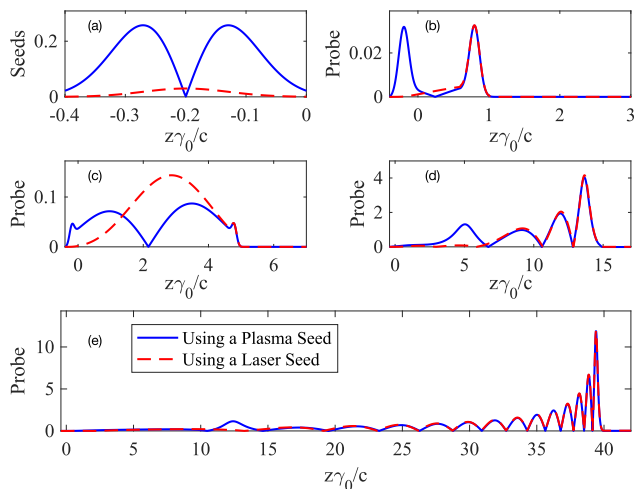 (a)
Seeds
0.2
0
-0.4 -0.3 -0.2 -0.1 0
zγ₀/c
(b)
Probe
0.02
0
0 1 2 3
zγ₀/c
(c)
Probe
0.1
0
0 2 4 6
zγ₀/c
(d)
Probe
4
2
0
0 5 10 15
zγ₀/c
(e)
Using a Plasma Seed
Using a Laser Seed
Probe
10
5
0
0 5 10 15 20 25 30 35 40
zγ₀/c